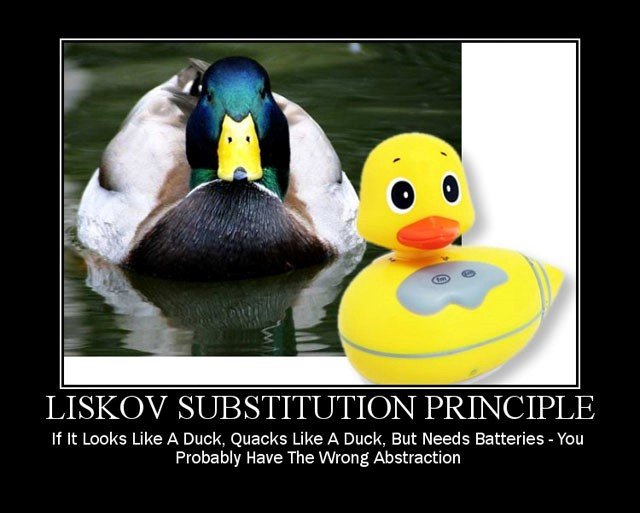 LISKOV SUBSTITUTION PRINCIPLE
If It Looks Like A Duck, Quacks Like A Duck, But Needs Batteries - You
Probably Have The Wrong Abstraction